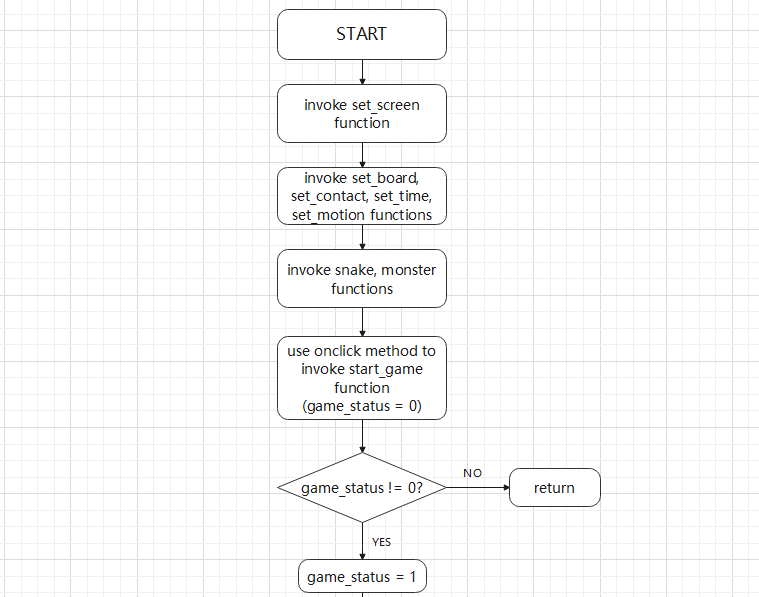 START
invoke set_screen
function
invoke set_board,
set_contact, set_time,
set_motion functions
invoke snake, monster
functions
use onclick method to
invoke start_game
function
(game_status = 0)
game_status != 0?
NO
return
YES
game_status = 1